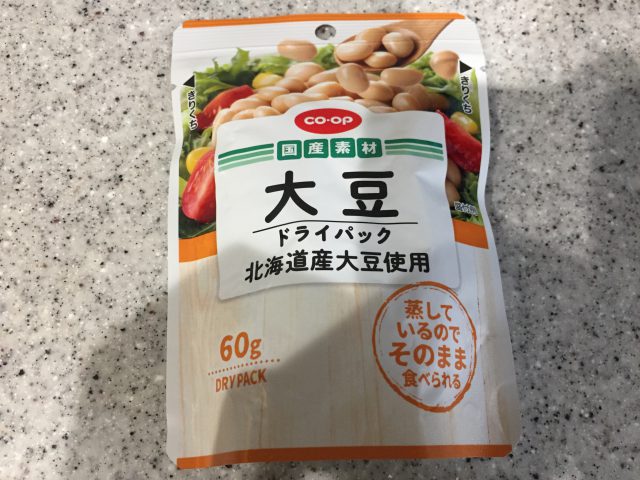 きりくち
きりくち
CO·OP
国産素材
大豆
ドライパック
北海道産大豆使用
60g
DRY PACK
蒸して
いるので
そのまま
食べられる